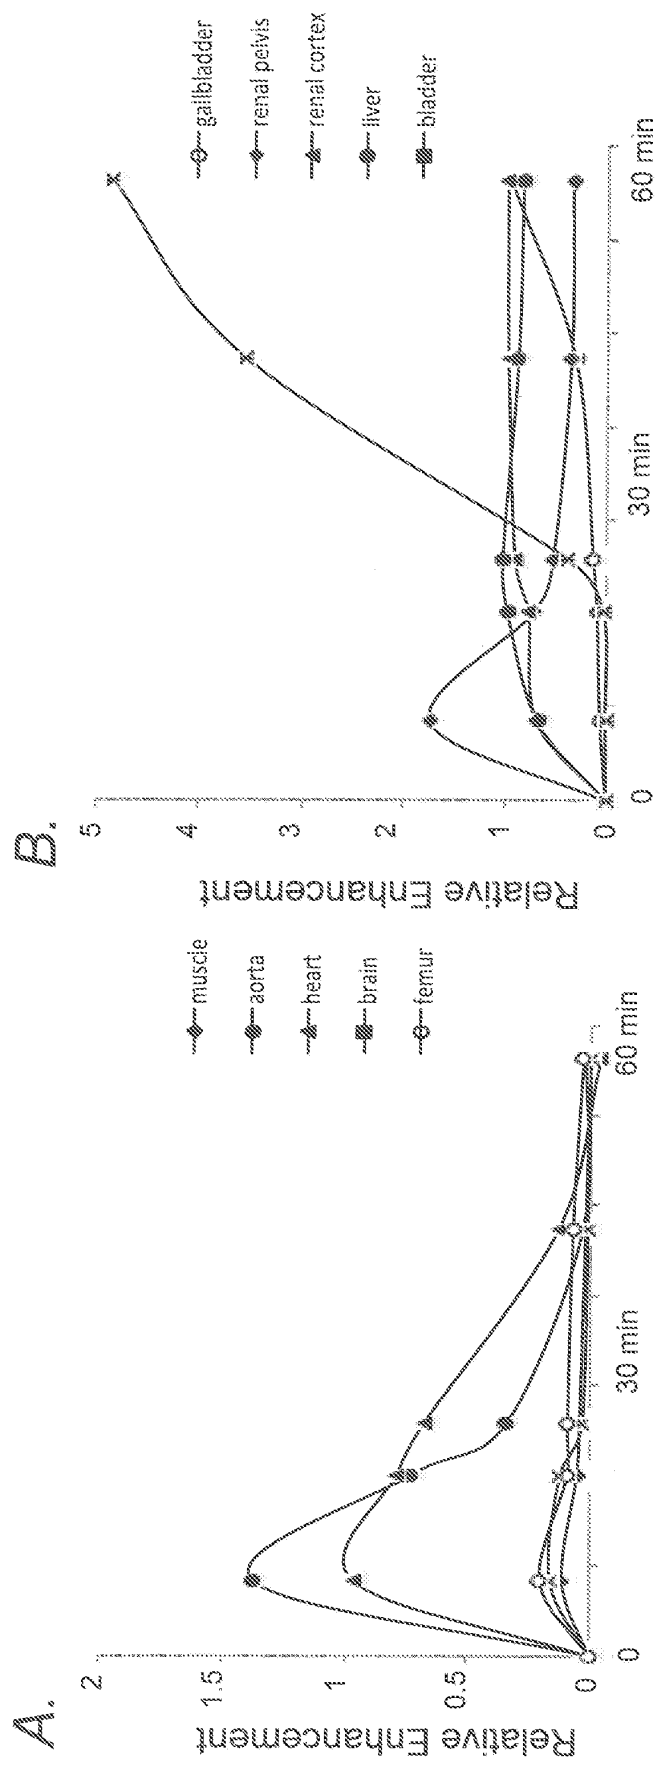 A.
Relative Enhancement
2
1.5
1
0.5
0
0
30 min
60 min
muscle
aorta
heart
brain
femur
B.
Relative Enhancement
5
4
3
2
1
0
0
30 min
60 min
gallbladder
renal pelvis
renal cortex
liver
bladder